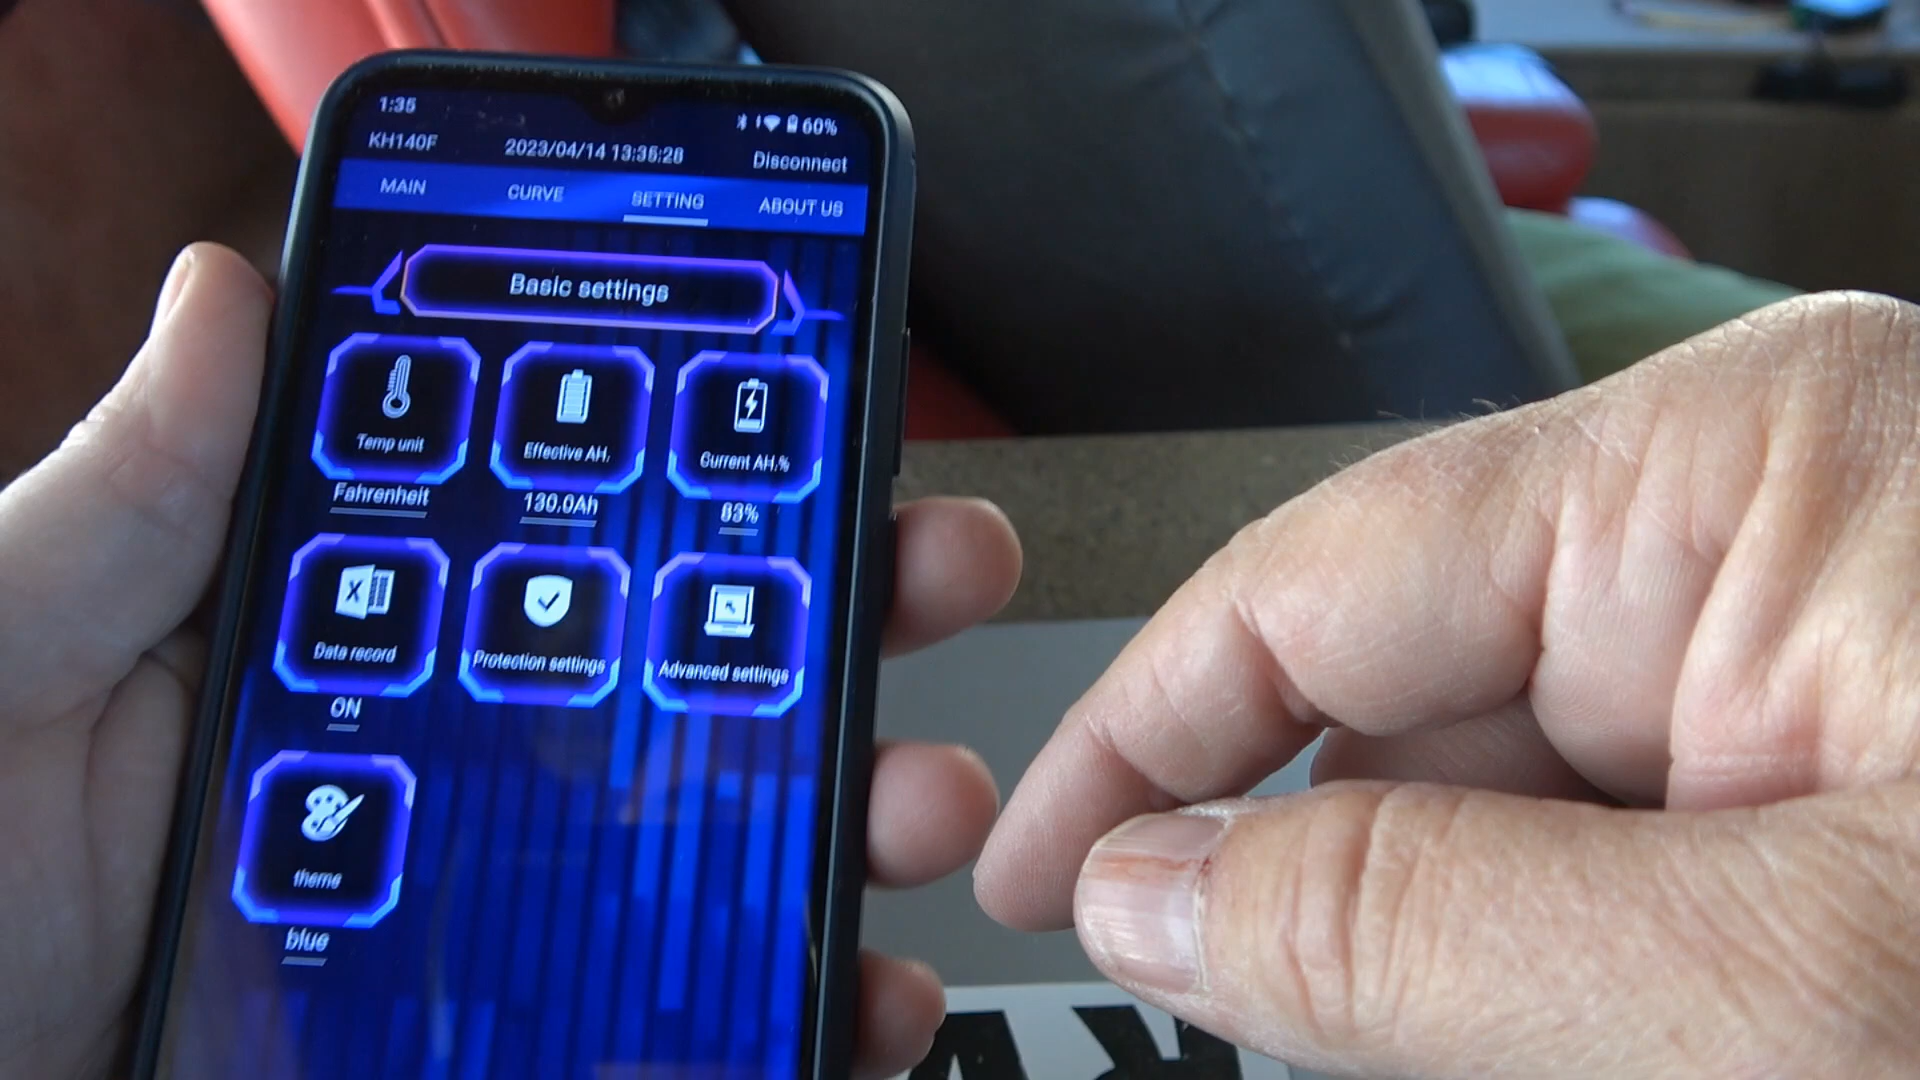 1:35
60%
KH140F 2023/04/14 13:35:28 Disconnect
MAIN CURVE SETTING ABOUT US
Basic settings
Temp unit Effective AH. Current AH.%
Fahrenheit 130.0Ah 83%
X
Data record Protection settings Advanced settings
ON
theme
blue